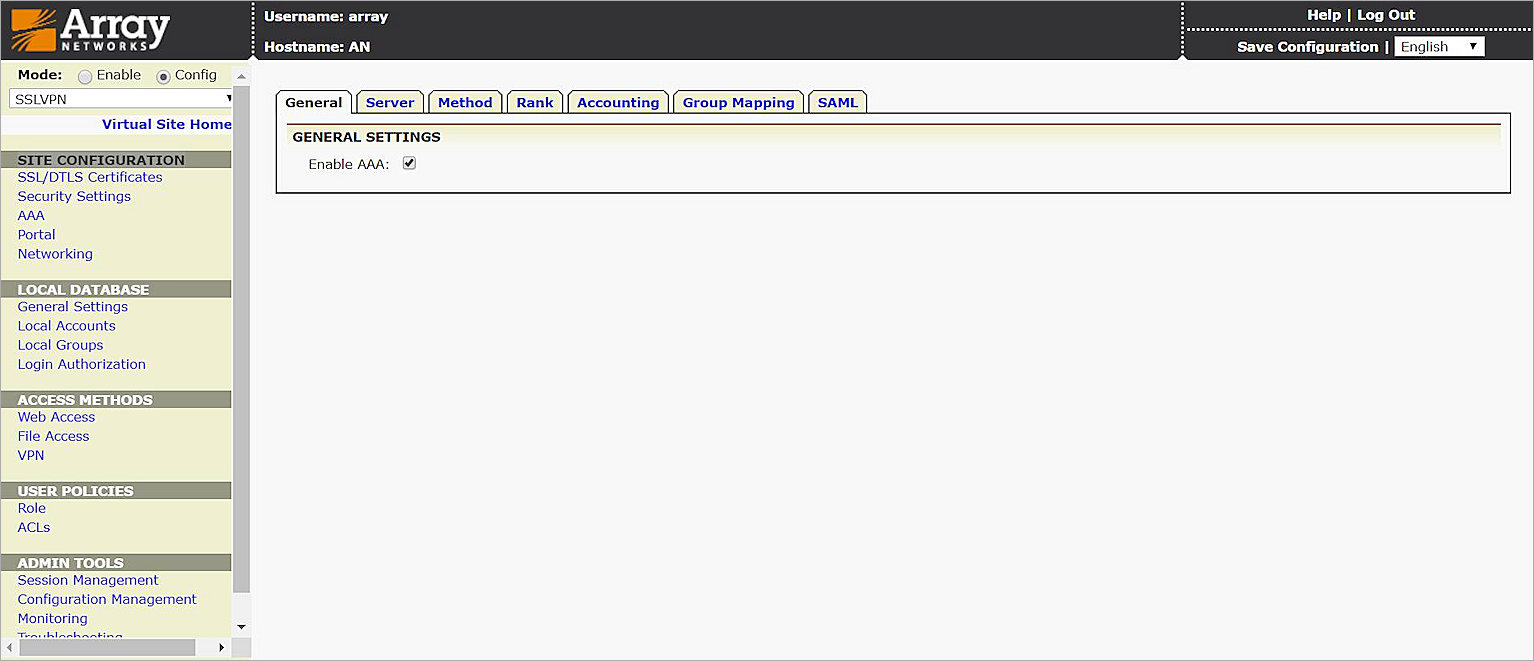 Array
NETWORKS
Username: array
Hostname: AN
Help | Log Out
Save Configuration | English
Mode: Enable Config
SSLVPN
Virtual Site Home
SITE CONFIGURATION
SSL/DTLS Certificates
Security Settings
AAA
Portal
Networking
LOCAL DATABASE
General Settings
Local Accounts
Local Groups
Login Authorization
ACCESS METHODS
Web Access
File Access
VPN
USER POLICIES
Role
ACLs
ADMIN TOOLS
Session Management
Configuration Management
Monitoring
Troubleshooting
General Server Method Rank Accounting Group Mapping SAML
GENERAL SETTINGS
Enable AAA: